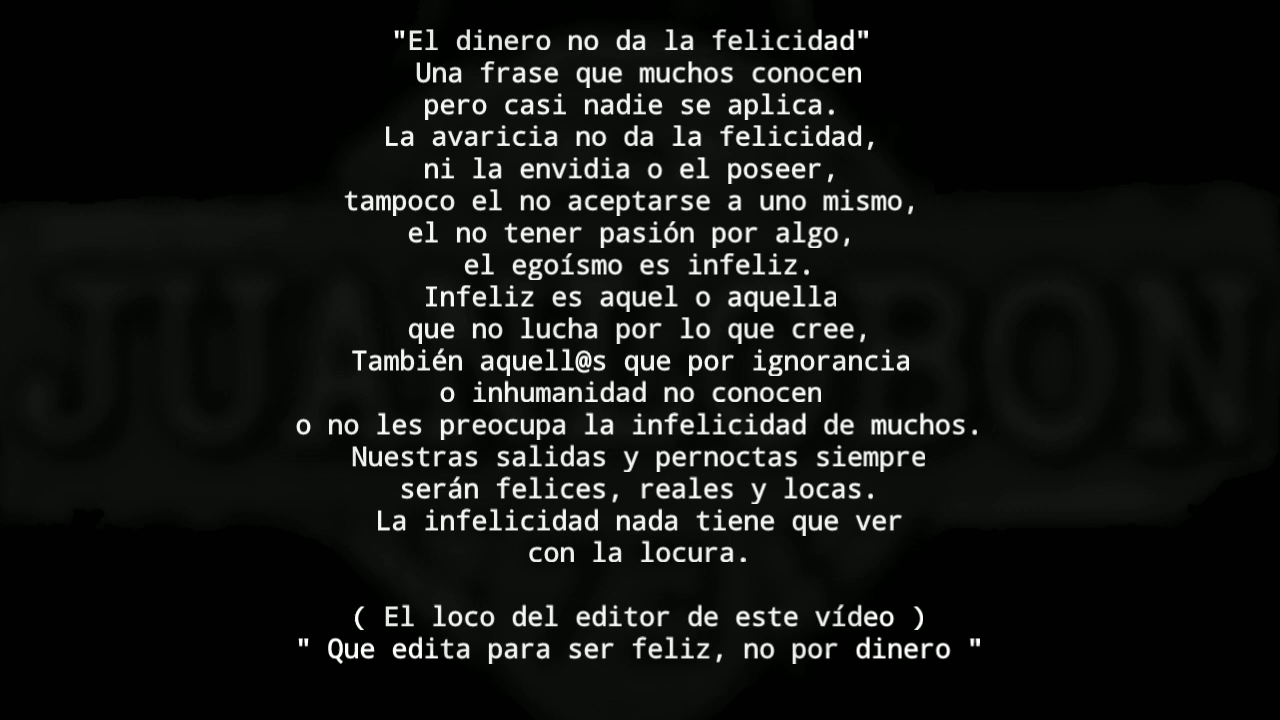 "El dinero no da la felicidad"
Una frase que muchos conocen
pero casi nadie se aplica.
La avaricia no da la felicidad,
ni la envidia o el poseer,
tampoco el no aceptarse a uno mismo,
el no tener pasión por algo,
el egoísmo es infeliz.
Infeliz es aquel o aquella
que no lucha por lo que cree,
También aquell@s que por ignorancia
o inhumanidad no conocen
o no les preocupa la infelicidad de muchos.
Nuestras salidas y pernoctas siempre
serán felices, reales y locas.
La infelicidad nada tiene que ver
con la locura.
( El loco del editor de este vídeo )
" Que edita para ser feliz, no por dinero "